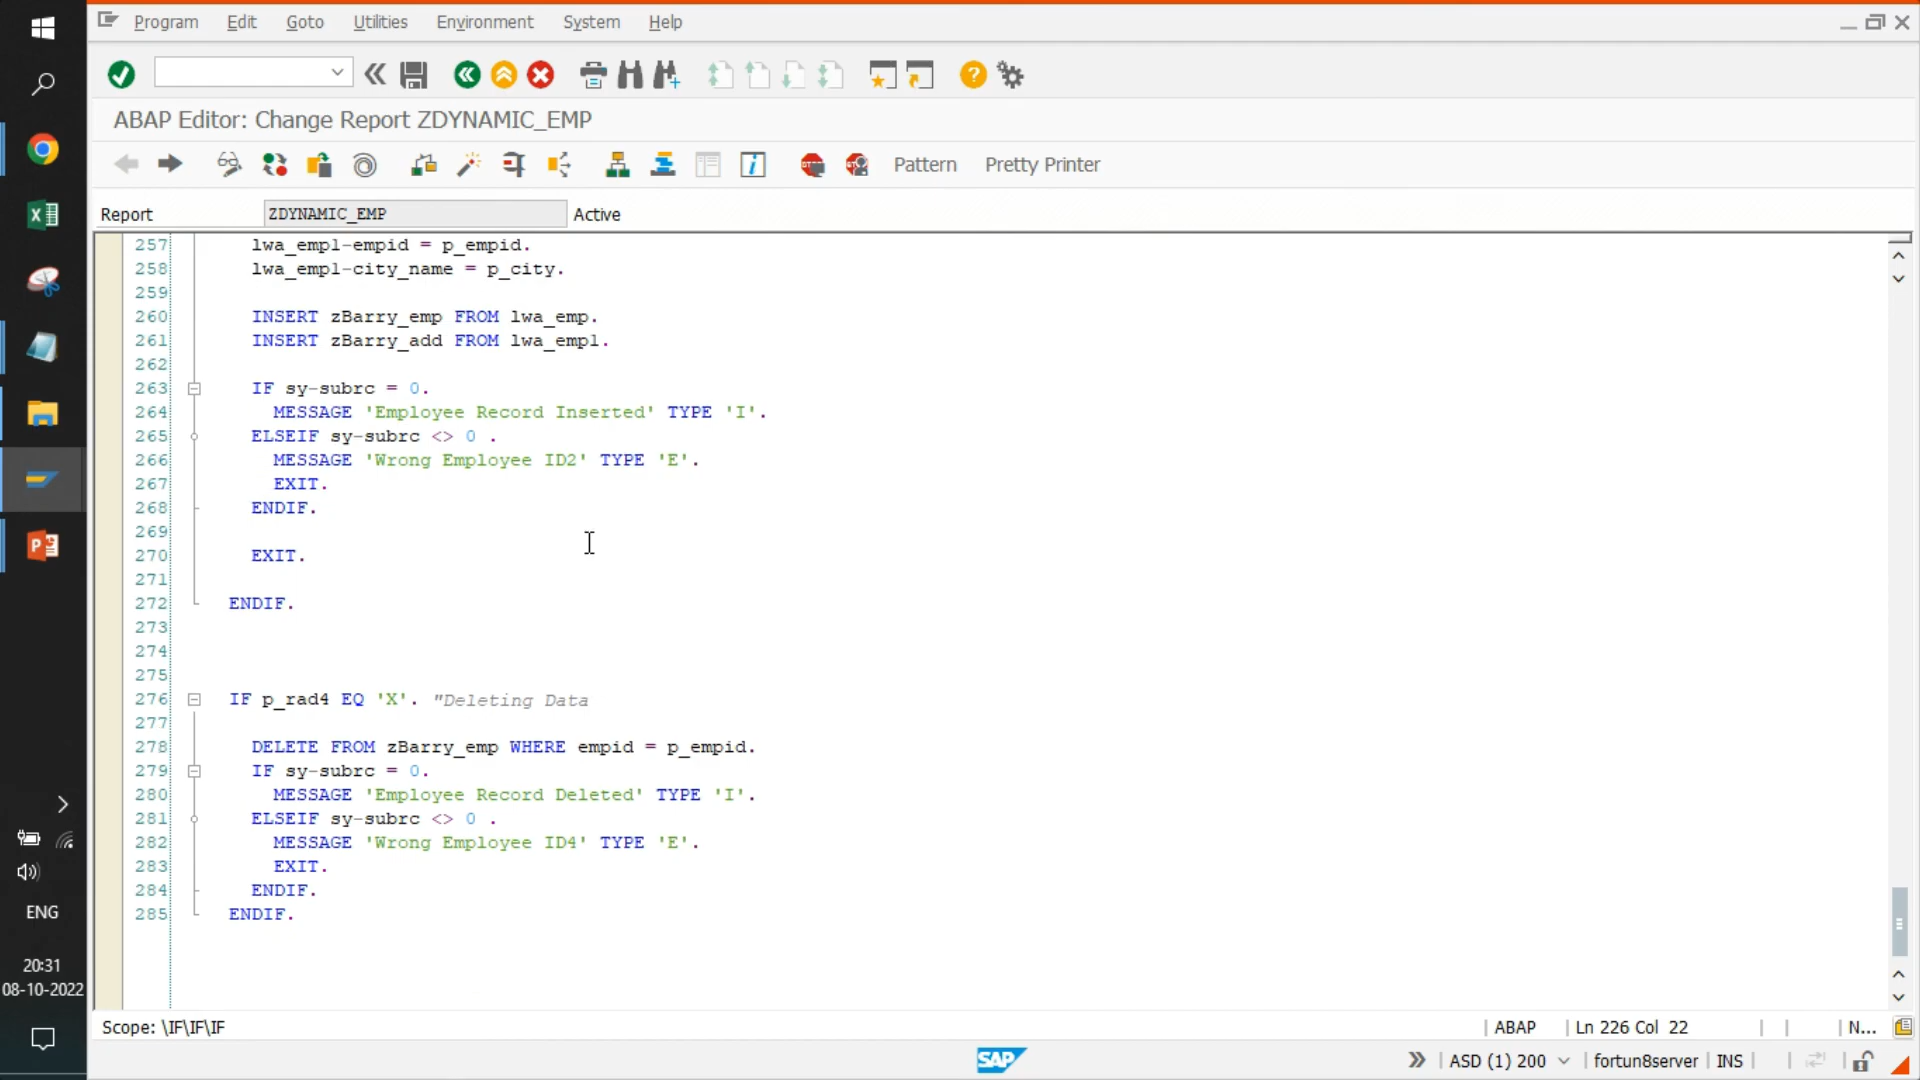 Program Edit Goto Utilities Environment System Help
ABAP Editor: Change Report ZDYNAMIC_EMP
Pattern Pretty Printer
Report ZDYNAMIC_EMP Active
257 lwa_emp1-empid = p_empid.
258 lwa_emp1-city_name = p_city.
259
260 INSERT zBarry_emp FROM lwa_emp.
261 INSERT zBarry_add FROM lwa_emp1.
262
263 IF sy-subrc = 0.
264 MESSAGE 'Employee Record Inserted' TYPE 'I'.
265 ELSEIF sy-subrc <> 0 .
266 MESSAGE 'Wrong Employee ID2' TYPE 'E'.
267 EXIT.
268 ENDIF.
269
270 EXIT.
271
272 ENDIF.
273
274
275
276 IF p_rad4 EQ 'X'. "Deleting Data
277
278 DELETE FROM zBarry_emp WHERE empid = p_empid.
279 IF sy-subrc = 0.
280 MESSAGE 'Employee Record Deleted' TYPE 'I'.
281 ELSEIF sy-subrc <> 0 .
282 MESSAGE 'Wrong Employee ID4' TYPE 'E'.
283 EXIT.
284 ENDIF.
285 ENDIF.
Scope: \IF\IF\IF ABAP Ln 226 Col 22 N...
SAP ASD (1) 200 fortun8server INS
ENG
20:31
08-10-2022